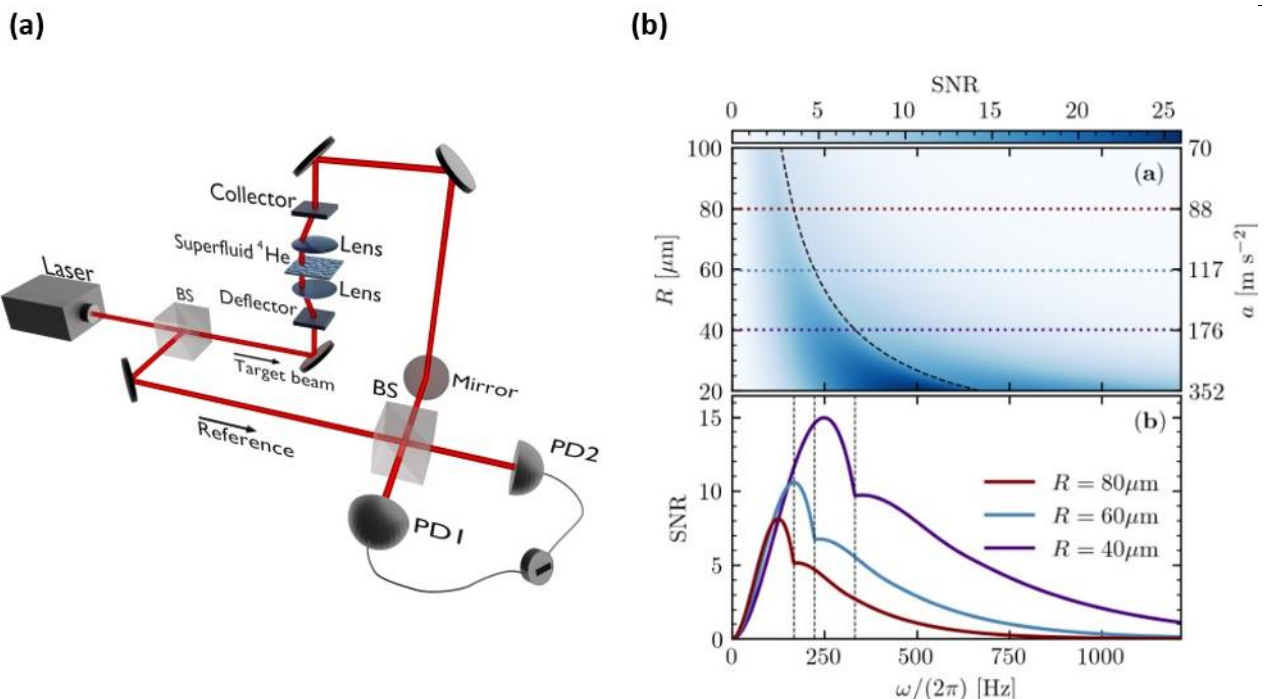 (a)
Collector
Lens
Superfluid ⁴He
Lens
Deflector
Laser
BS
Target beam
Reference
BS
Mirror
PD2
PD1
(b)
SNR
0 5 10 15 20 25
100
80
60
40
20
R [μm]
(a)
70
88
117
176
352
a [m s⁻²]
15
10
5
0
SNR
(b)
R = 80μm
R = 60μm
R = 40μm
0 250 500 750 1000
ω/(2π) [Hz]